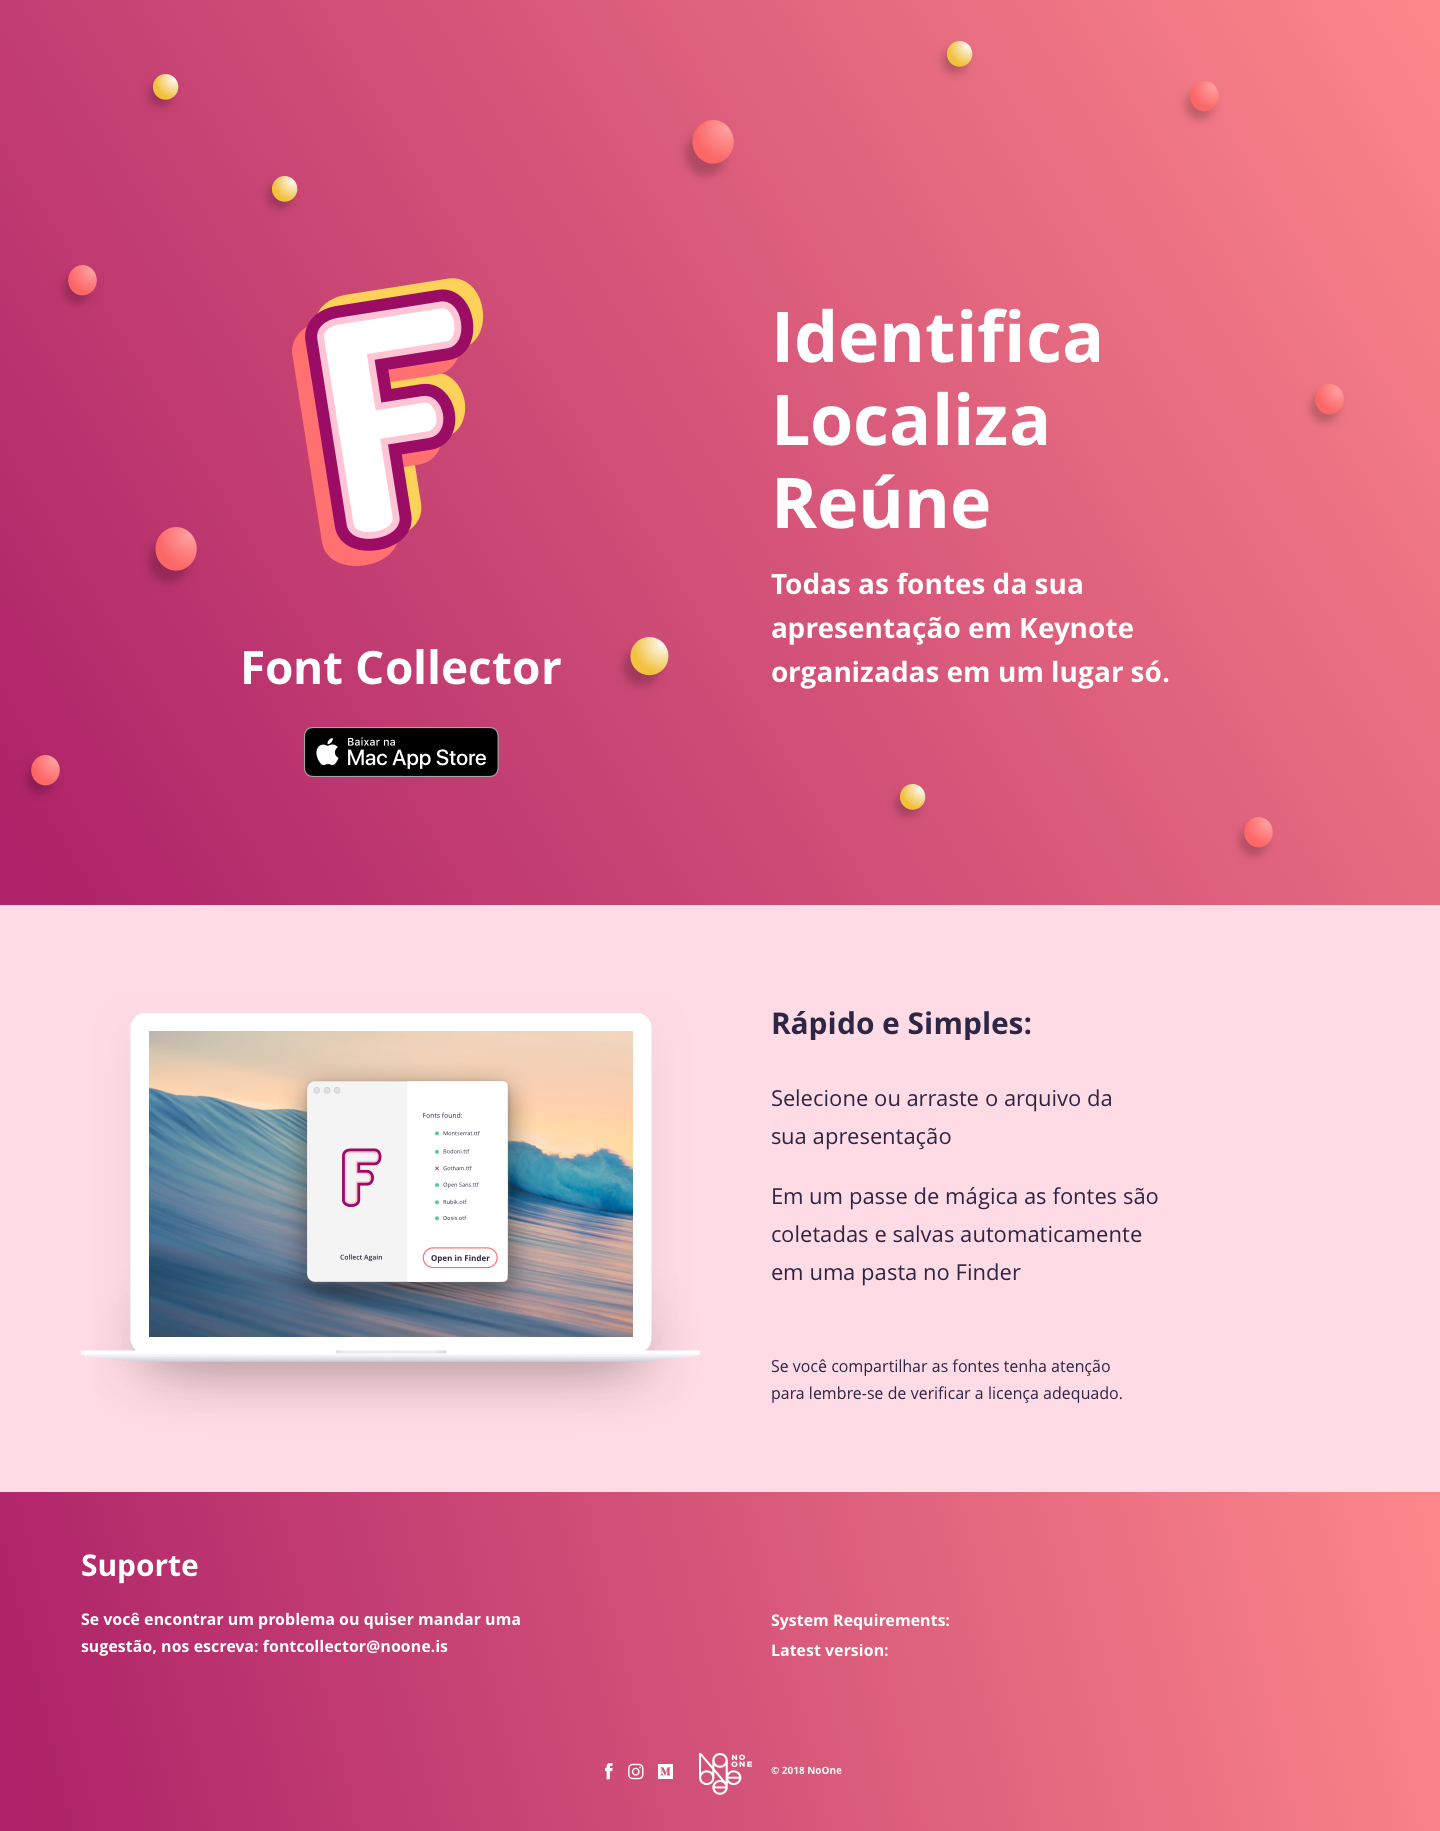 F
Font Collector
Baixar na
Mac App Store
Identifica
Localiza
Reúne
Todas as fontes da sua
apresentação em Keynote
organizadas em um lugar só.
F
Collect Again
Fonts found:
Montserrat.ttf
Bodoni.ttf
Gotham.ttf
Open Sans.ttf
Rubik.otf
Dosis.otf
Open in Finder
Rápido e Simples:
Selecione ou arraste o arquivo da
sua apresentação
Em um passe de mágica as fontes são
coletadas e salvas automaticamente
em uma pasta no Finder
Se você compartilhar as fontes tenha atenção
para lembre-se de verificar a licença adequado.
Suporte
Se você encontrar um problema ou quiser mandar uma
sugestão, nos escreva: fontcollector@noone.is
System Requirements:
Latest version:
f
M
NO
ONE
© 2018 NoOne